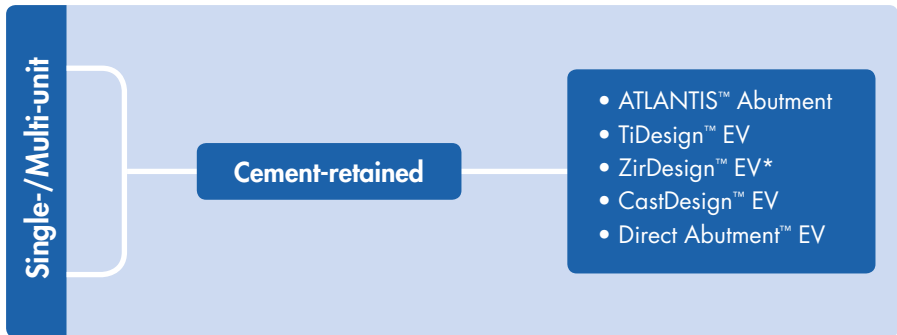 Single-/Multi-unit
Cement-retained
• ATLANTIS™ Abutment
• TiDesign™ EV
• ZirDesign™ EV*
• CastDesign™ EV
• Direct Abutment™ EV